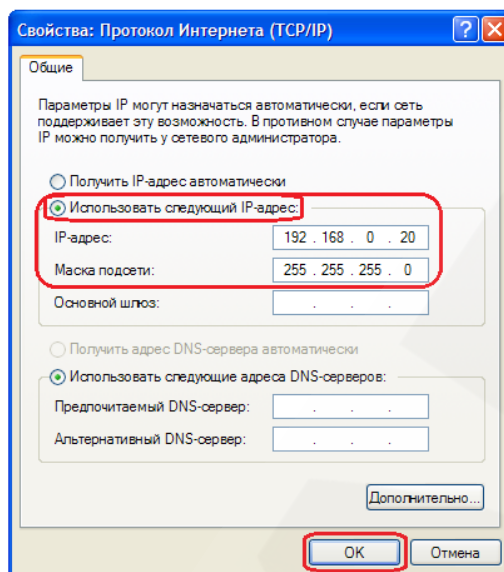 Свойства: Протокол Интернета (TCP/IP)
Общие
Параметры IP могут назначаться автоматически, если сеть
поддерживает эту возможность. В противном случае параметры
IP можно получить у сетевого администратора.
Получить IP-адрес автоматически
Использовать следующий IP-адрес:
IP-адрес: 192 . 168 . 0 . 20
Маска подсети: 255 . 255 . 255 . 0
Основной шлюз: . . .
Получить адрес DNS-сервера автоматически
Использовать следующие адреса DNS-серверов:
Предпочитаемый DNS-сервер: . . .
Альтернативный DNS-сервер: . . .
Дополнительно...
OK Отмена